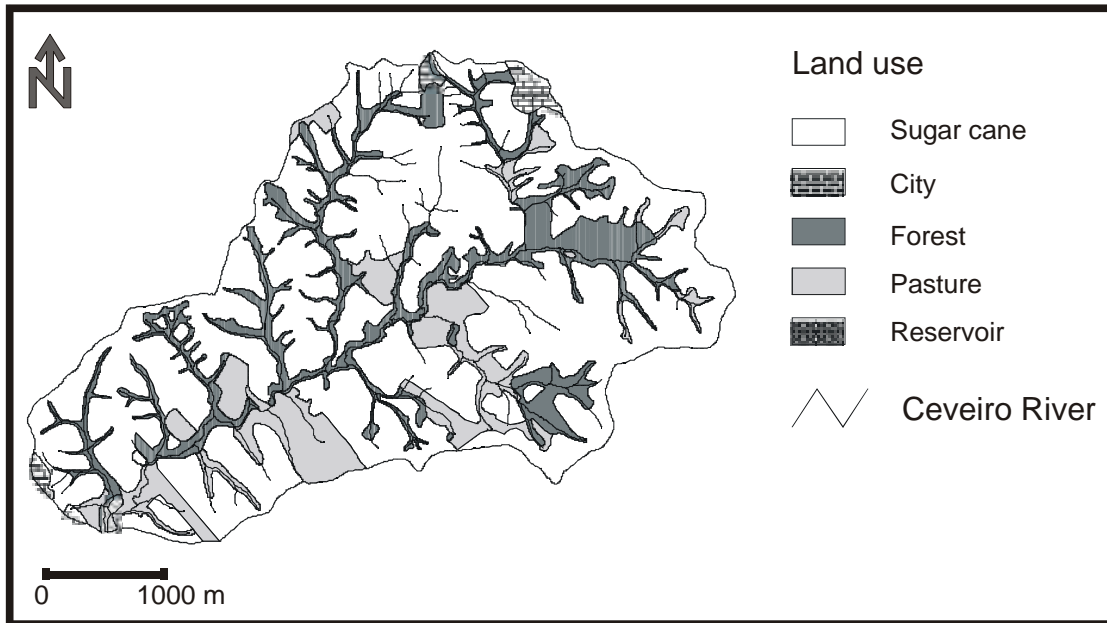 N
Land use
Sugar cane
City
Forest
Pasture
Reservoir
Ceveiro River
0 1000 m